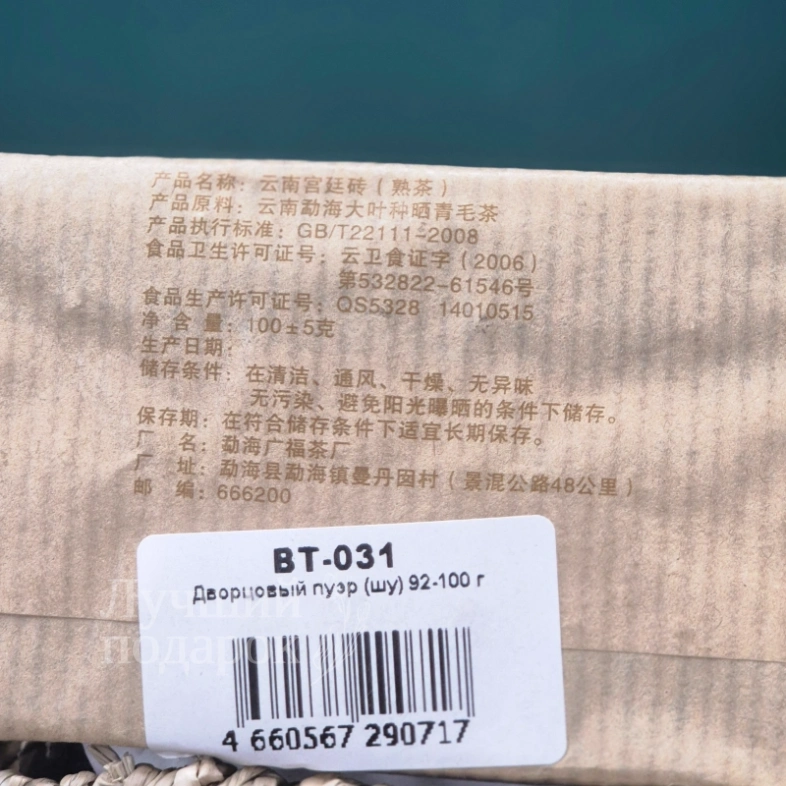 产品名称：云南宫廷砖（熟茶）
产品原料：云南勐海大叶种晒青毛茶
产品执行标准：GB/T22111-2008
食品卫生许可证号：云卫食证字（2006）
第532822-61546号
食品生产许可证号：QS5328 14010515
净 含 量：100±5克
生产日期：
储存条件：在清洁、通风、干燥、无异味
无污染、避免阳光曝晒的条件下储存。
保存期：在符合储存条件下适宜长期保存。
厂 名：勐海广福茶厂
厂 址：勐海县勐海镇曼丹囡村（景混公路48公里）
邮 编：666200
BT-031
Дворцовый пуэр (шу) 92-100 г
Лучший
подарок
4 660567 290717